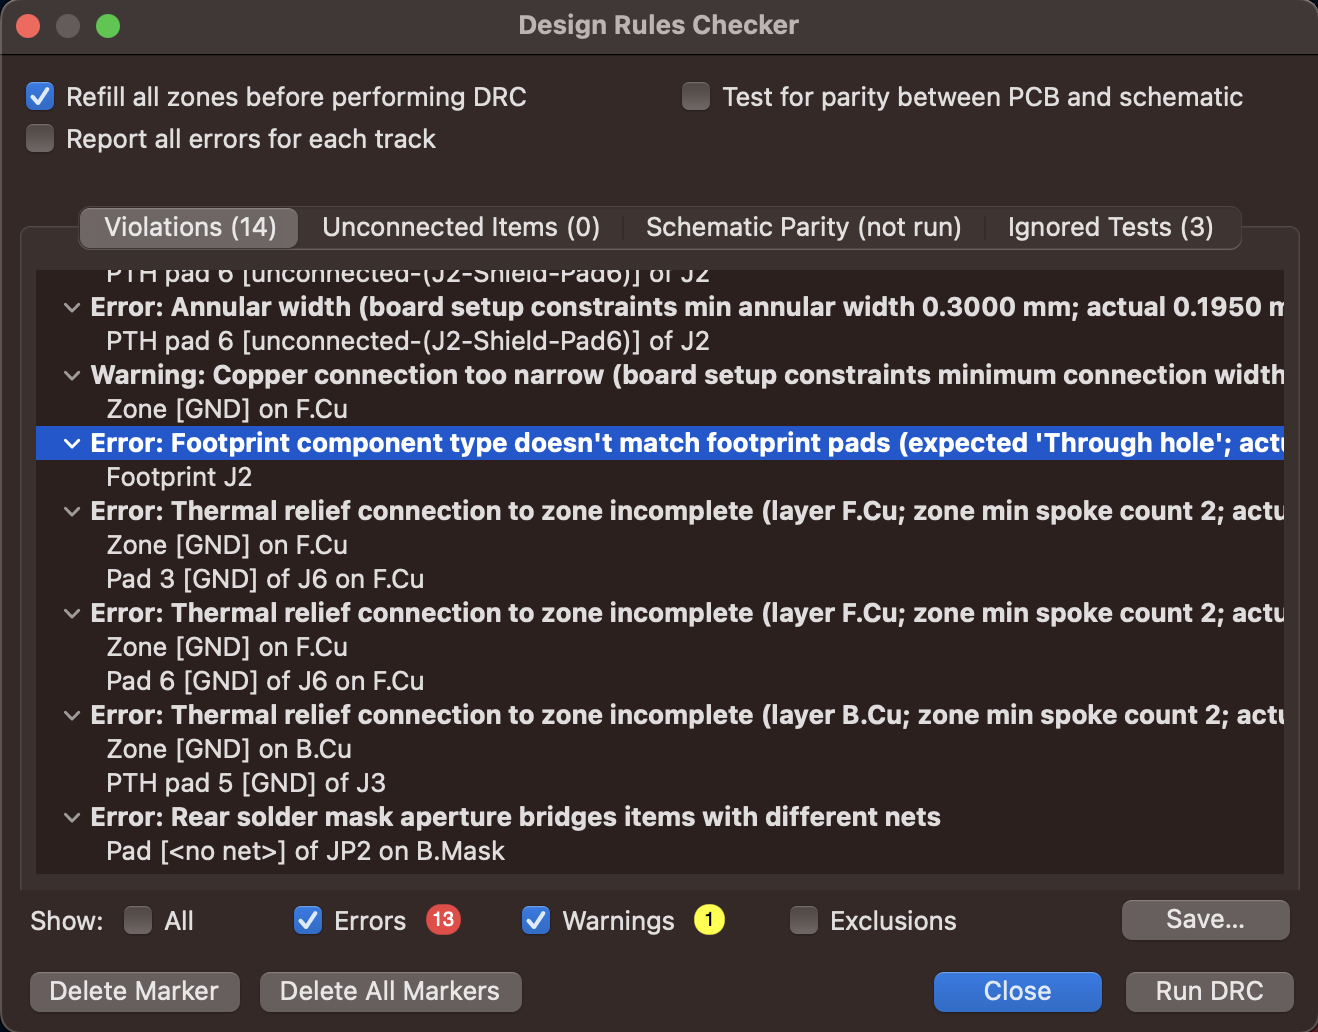 Design Rules Checker
Refill all zones before performing DRC
Test for parity between PCB and schematic
Report all errors for each track
Violations (14)
Unconnected Items (0)
Schematic Parity (not run)
Ignored Tests (3)
PTH pad 6 [unconnected-(J2-Shield-Pad6)] of J2
Error: Annular width (board setup constraints min annular width 0.3000 mm; actual 0.1950 m
PTH pad 6 [unconnected-(J2-Shield-Pad6)] of J2
Warning: Copper connection too narrow (board setup constraints minimum connection width
Zone [GND] on F.Cu
Error: Footprint component type doesn't match footprint pads (expected 'Through hole'; actu
Footprint J2
Error: Thermal relief connection to zone incomplete (layer F.Cu; zone min spoke count 2; actu
Zone [GND] on F.Cu
Pad 3 [GND] of J6 on F.Cu
Error: Thermal relief connection to zone incomplete (layer F.Cu; zone min spoke count 2; actu
Zone [GND] on F.Cu
Pad 6 [GND] of J6 on F.Cu
Error: Thermal relief connection to zone incomplete (layer B.Cu; zone min spoke count 2; actu
Zone [GND] on B.Cu
PTH pad 5 [GND] of J3
Error: Rear solder mask aperture bridges items with different nets
Pad [<no net>] of JP2 on B.Mask
Show:
All
Errors 13
Warnings 1
Exclusions
Save...
Delete Marker
Delete All Markers
Close
Run DRC